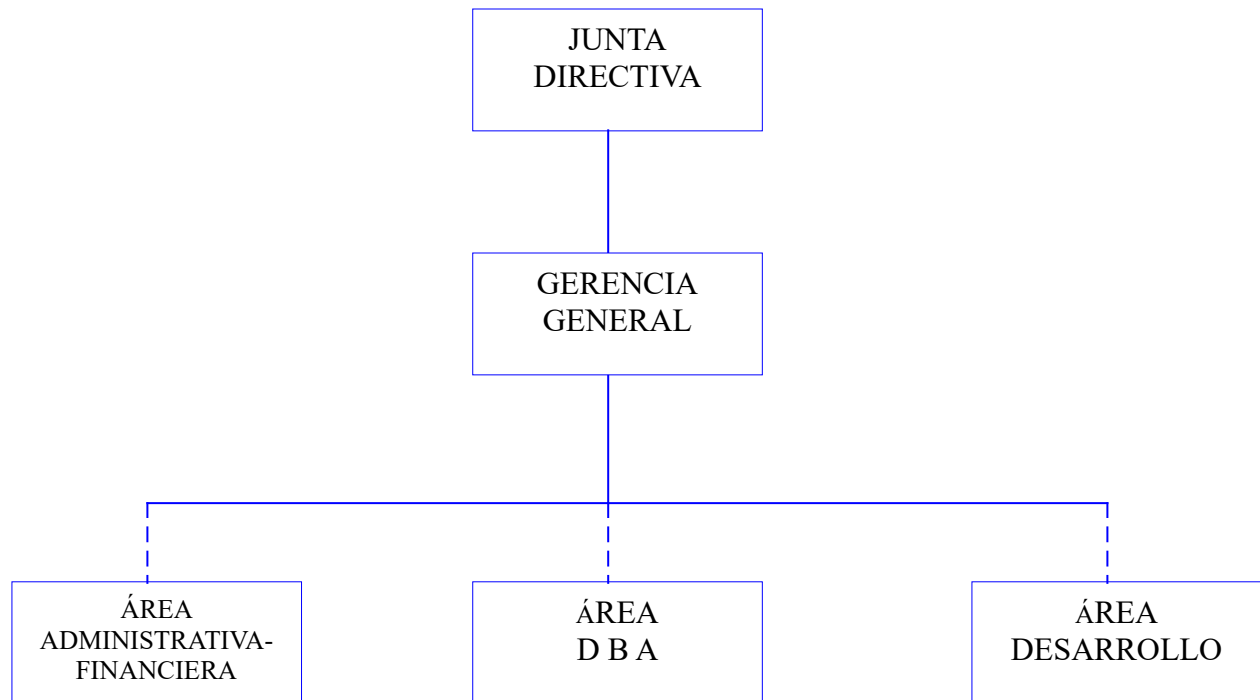 JUNTA
DIRECTIVA
GERENCIA
GENERAL
ÁREA
ADMINISTRATIVA-
FINANCIERA
ÁREA
D B A
ÁREA
DESARROLLO